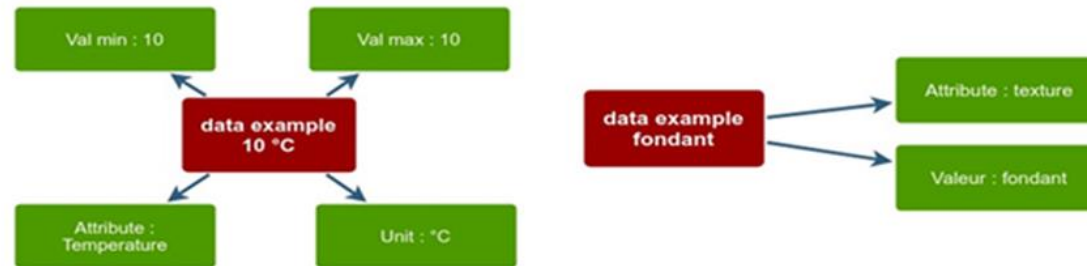 Val min : 10
Val max : 10
data example
10 °C
Attribute :
Temperature
Unit : °C
data example
fondant
Attribute : texture
Valeur : fondant